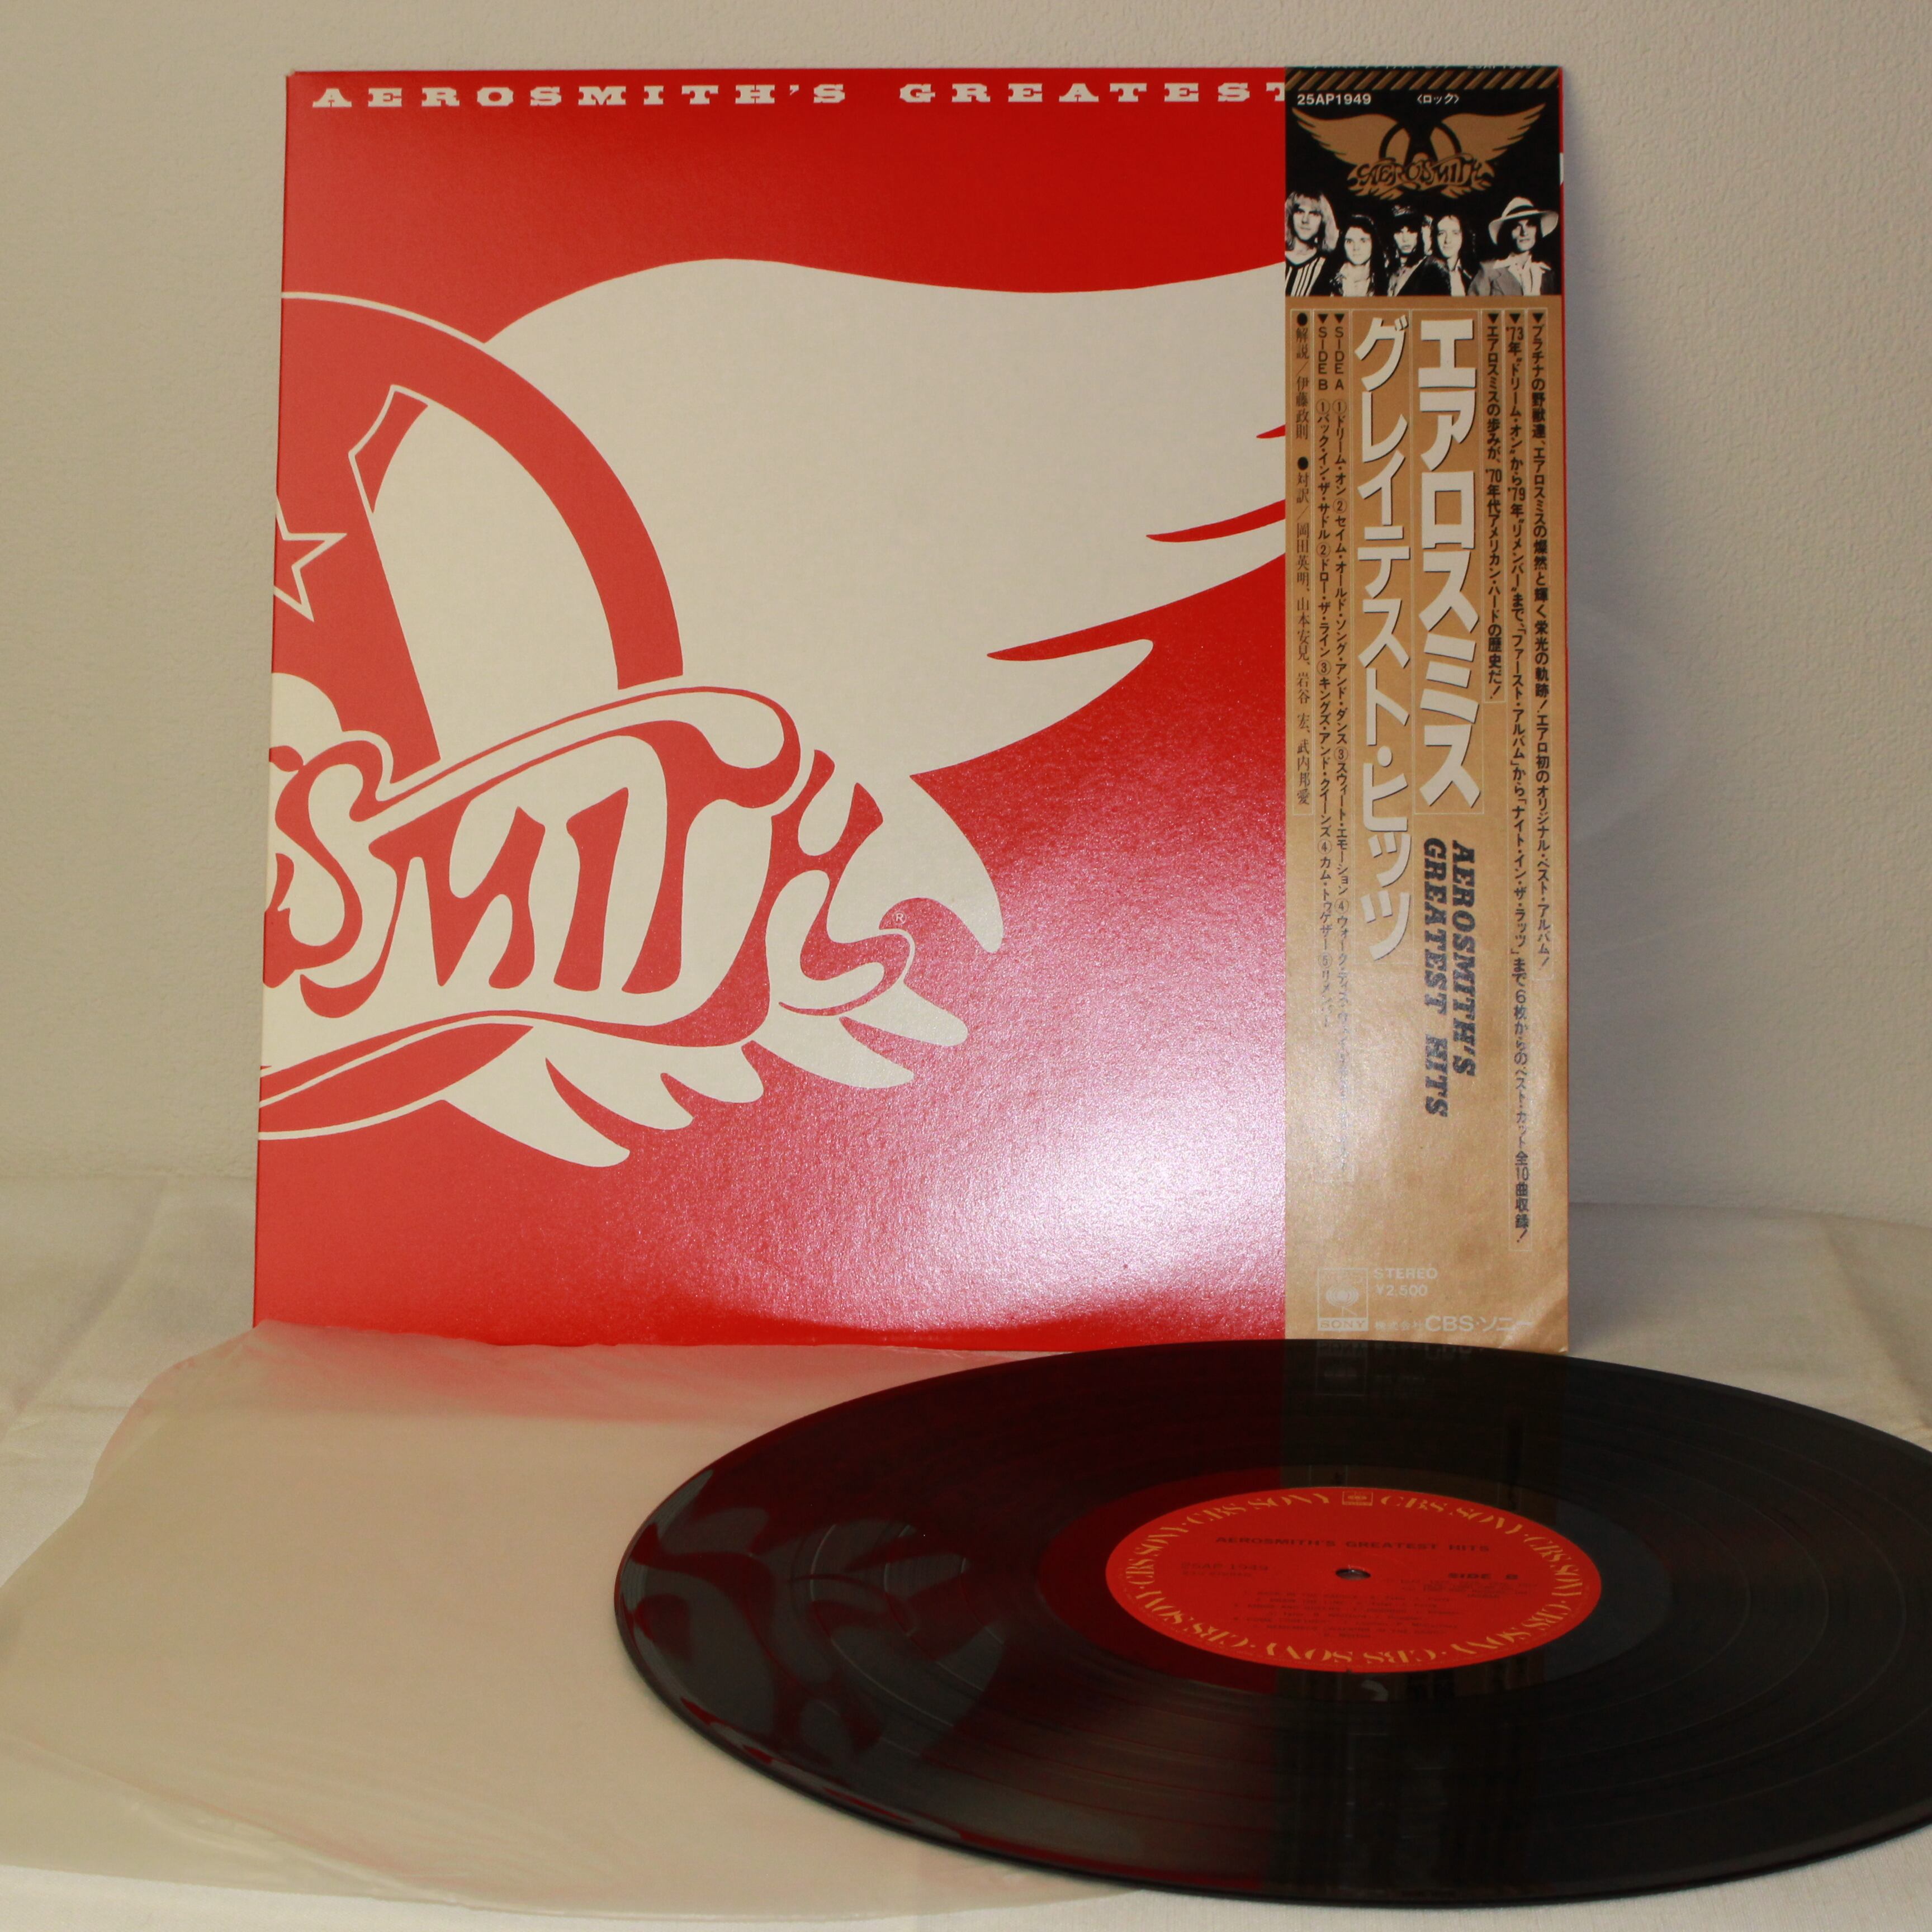 AEROSMITH'S GREATEST
25AP1949 〈ロック〉
AEROSMITH
▼プラチナの野獣達、エアロスミスの燦然と輝く栄光の軌跡!エアロ初のオリジナル・ベスト・アルバム!
▼'73年“ドリーム・オン”から'79年“リメンバー”まで、「ファースト・アルバム」から「ナイト・イン・ザ・ラッツ」まで6枚からのベスト・カット全10曲収録!
▼エアロスミスの歩みが、'70年代アメリカン・ハードの歴史だ!
エアロスミス
AEROSMITH'S
GREATEST HITS
グレイテスト・ヒッツ
▼SIDE A ①ドリーム・オン②セイム・オールド・ソング・アンド・ダンス③スウィート・エモーション④ウォーク・ディス・ウェイ
▼SIDE B ①バック・イン・ザ・サドル②ドロー・ザ・ライン③キングズ・アンド・クイーンズ④カム・トゥゲザー⑤リメンバー
●解説/伊藤政則 ●対訳/岡田英明、山本安見、岩谷 宏、武内邦愛
SMITH
®
STEREO
¥2,500
SONY
株式会社CBS・ソニー
CBS SONY · CBS SONY · CBS SONY · CBS SONY · CBS SONY · CBS SONY
AEROSMITH'S GREATEST HITS
25AP 1949
SIDE B